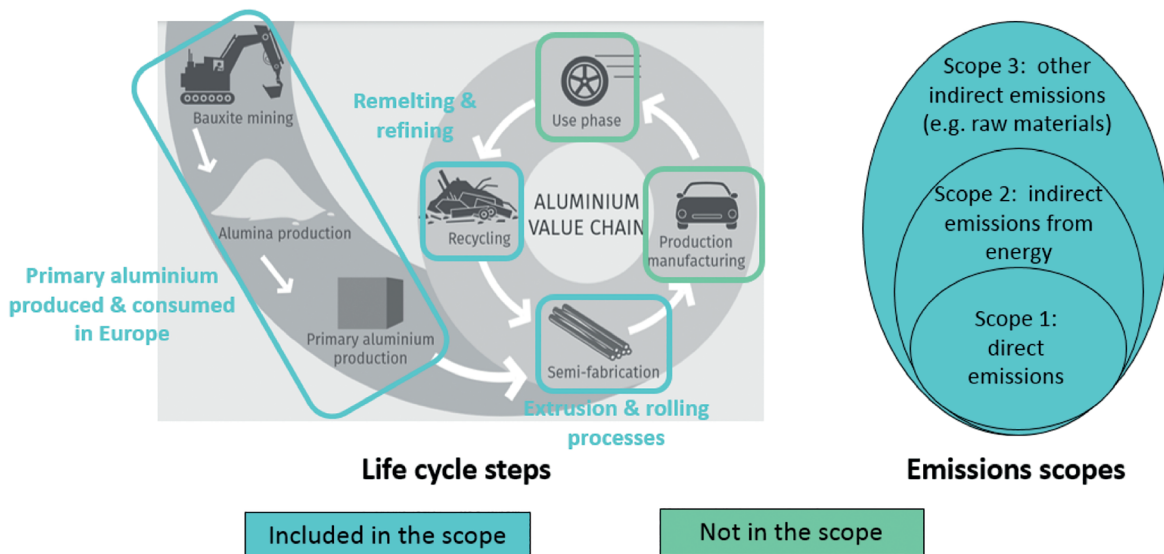 Bauxite mining
Alumina production
Primary aluminium
production
Primary aluminium
produced & consumed
in Europe
Remelting &
refining
Use phase
Recycling
ALUMINIUM
VALUE CHAIN
Production
manufacturing
Semi-fabrication
Extrusion & rolling
processes
Life cycle steps
Scope 3:  other
indirect emissions
(e.g. raw materials)
Scope 2:  indirect
emissions from
energy
Scope 1:
direct
emissions
Emissions scopes
Included in the scope
Not in the scope